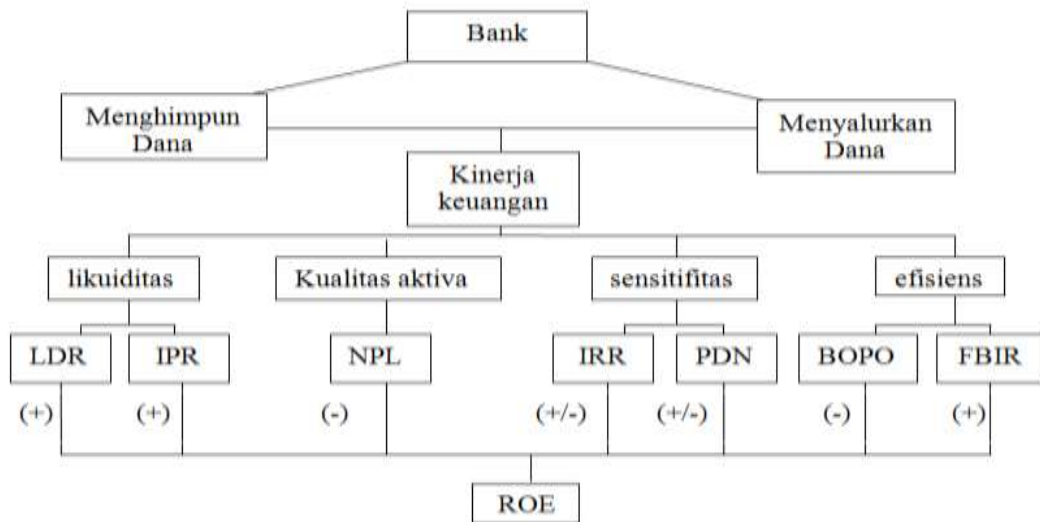 Bank
Menghimpun
Dana
Menyalurkan
Dana
Kinerja
keuangan
likuiditas
Kualitas aktiva
sensitifitas
efisiens
LDR
IPR
NPL
IRR
PDN
BOPO
FBIR
(+)
(+)
(-)
(+/-)
(+/-)
(-)
(+)
ROE